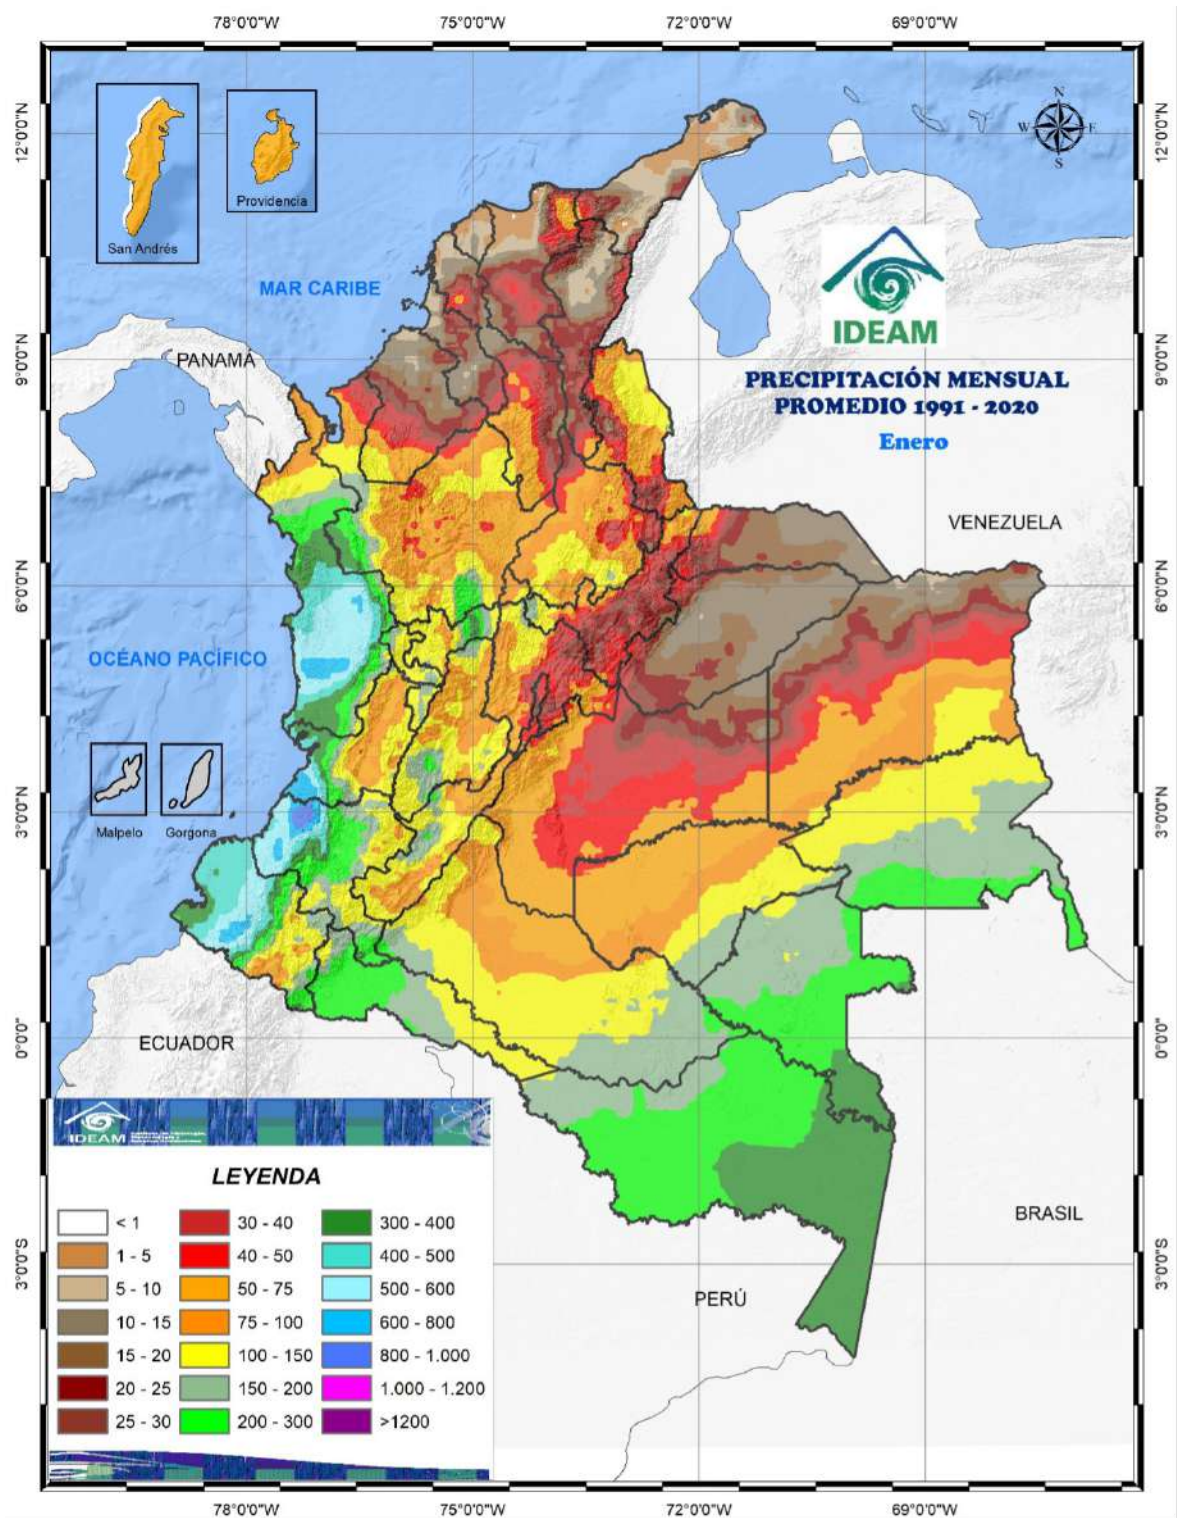 78°0'0"W
75°0'0"W
72°0'0"W
69°0'0"W
12°0'0"N
12°0'0"N
San Andrés
Providencia
MAR CARIBE
IDEAM
9°0'0"N
PANAMÁ
9°0'0"N
PRECIPITACIÓN MENSUAL
PROMEDIO 1991 - 2020
Enero
VENEZUELA
6°0'0"N
6°0'0"N
OCÉANO PACÍFICO
3°0'0"N
3°0'0"N
Malpelo
Gorgona
0°0'0"
ECUADOR
0°0'0"
IDEAM
LEYENDA
< 1
1 - 5
5 - 10
10 - 15
15 - 20
20 - 25
25 - 30
30 - 40
40 - 50
50 - 75
75 - 100
100 - 150
150 - 200
200 - 300
300 - 400
400 - 500
500 - 600
600 - 800
800 - 1.000
1.000 - 1.200
>1200
BRASIL
PERÚ
3°0'0"S
3°0'0"S
N
W
E
S
78°0'0"W
75°0'0"W
72°0'0"W
69°0'0"W